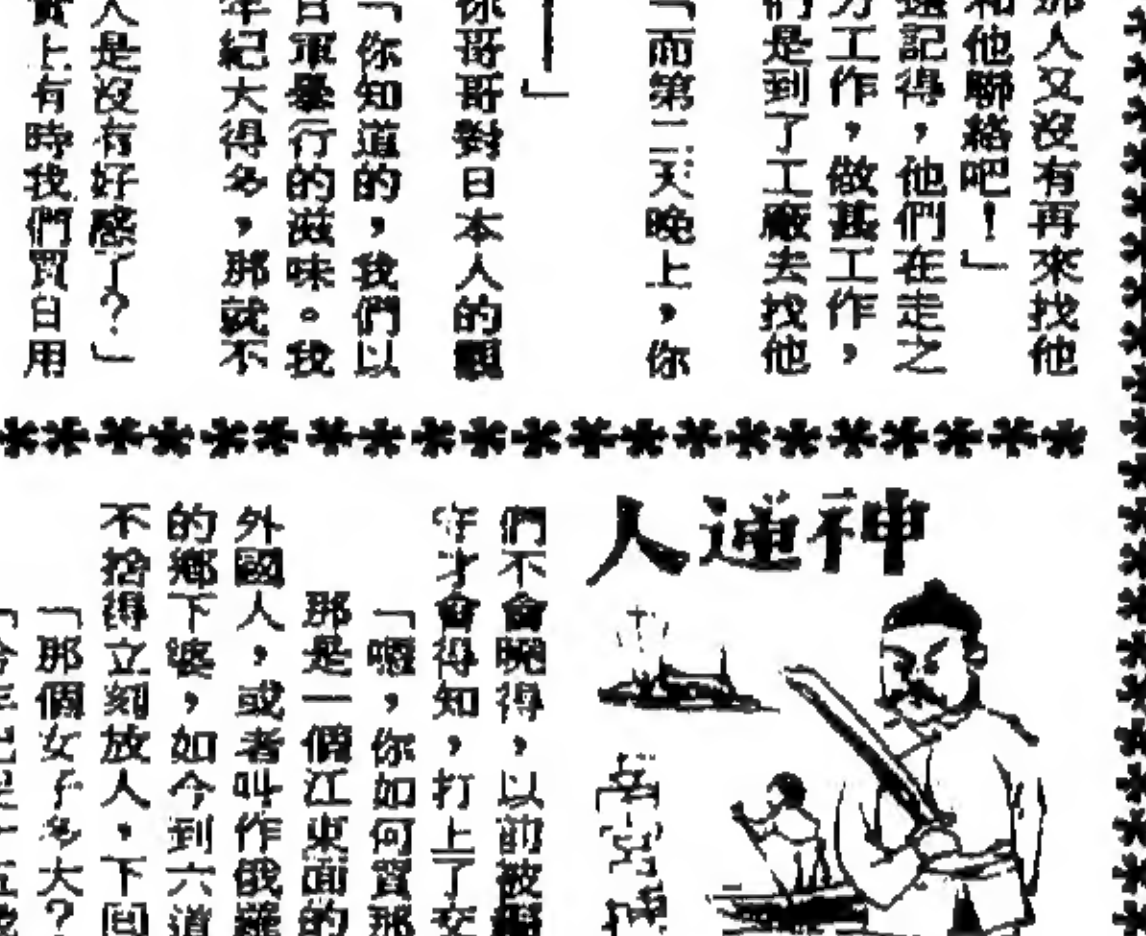 那人又沒有再來找他
和他聯絡吧！」
還記得，他們在走之
方工作，做甚工作，
們是到了工廠去找他
「而第二天晚上，你
——」
你哥哥對日本人的觀
「你知道的，我們以
日軍暴行的滋味。我
年紀大得多，那就不
人是沒有好感了？」
實上有時我們買日用
神通人
們不會曉得，以前被
年才會得知，打上了交
「喂，你如何買那
那是一個江東面的
外國人，或者叫作俄羅
的鄉下婆，如今到六道
不捨得立刻放人，下回
「那個女子多大？